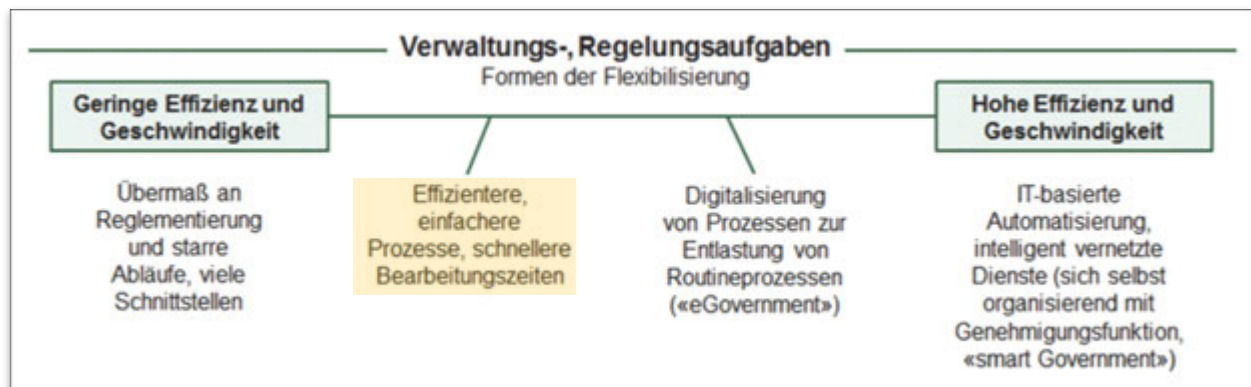 Verwaltungs-, Regelungsaufgaben
Formen der Flexibilisierung
Geringe Effizienz und
Geschwindigkeit
Hohe Effizienz und
Geschwindigkeit
Übermaß an
Reglementierung
und starre
Abläufe, viele
Schnittstellen
Effizientere,
einfachere
Prozesse, schnellere
Bearbeitungszeiten
Digitalisierung
von Prozessen zur
Entlastung von
Routineprozessen
(«eGovernment»)
IT-basierte
Automatisierung,
intelligent vernetzte
Dienste (sich selbst
organisierend mit
Genehmigungsfunktion,
«smart Government»)